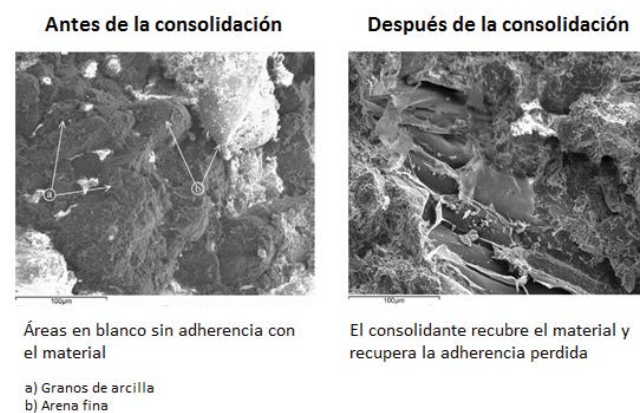 Antes de la consolidación
Después de la consolidación
a
b
100µm
100µm
Áreas en blanco sin adherencia con
el material
El consolidante recubre el material y
recupera la adherencia perdida
a) Granos de arcilla
b) Arena fina